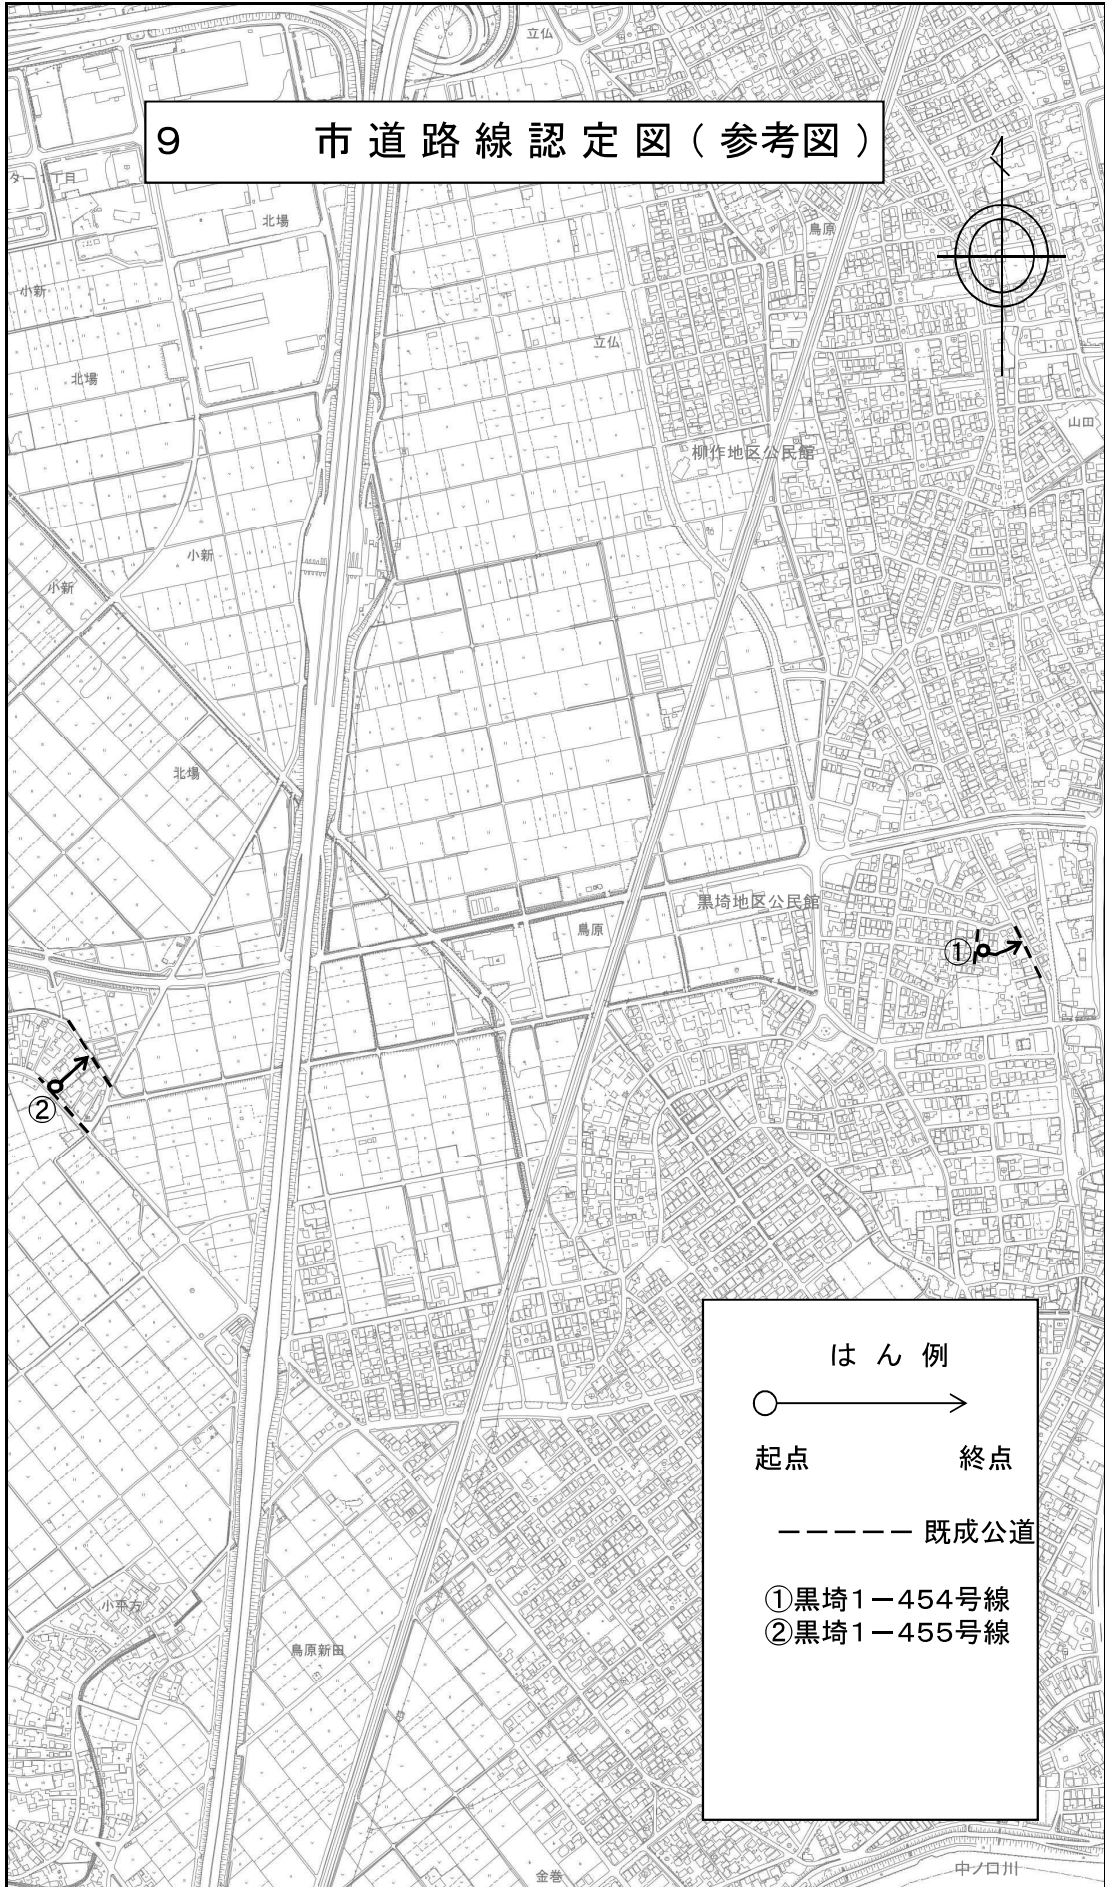 立仏
9 市道路線認定図(参考図)
ター1丁目
北場
鳥原
小新
立仏
北場
山田
柳作地区公民館
小新
小新
北場
黒埼地区公民館
鳥原
①
②
はん例
起点 終点
既成公道
①黒埼1-454号線
②黒埼1-455号線
小平方
鳥原新田
金巻
中ノ口川